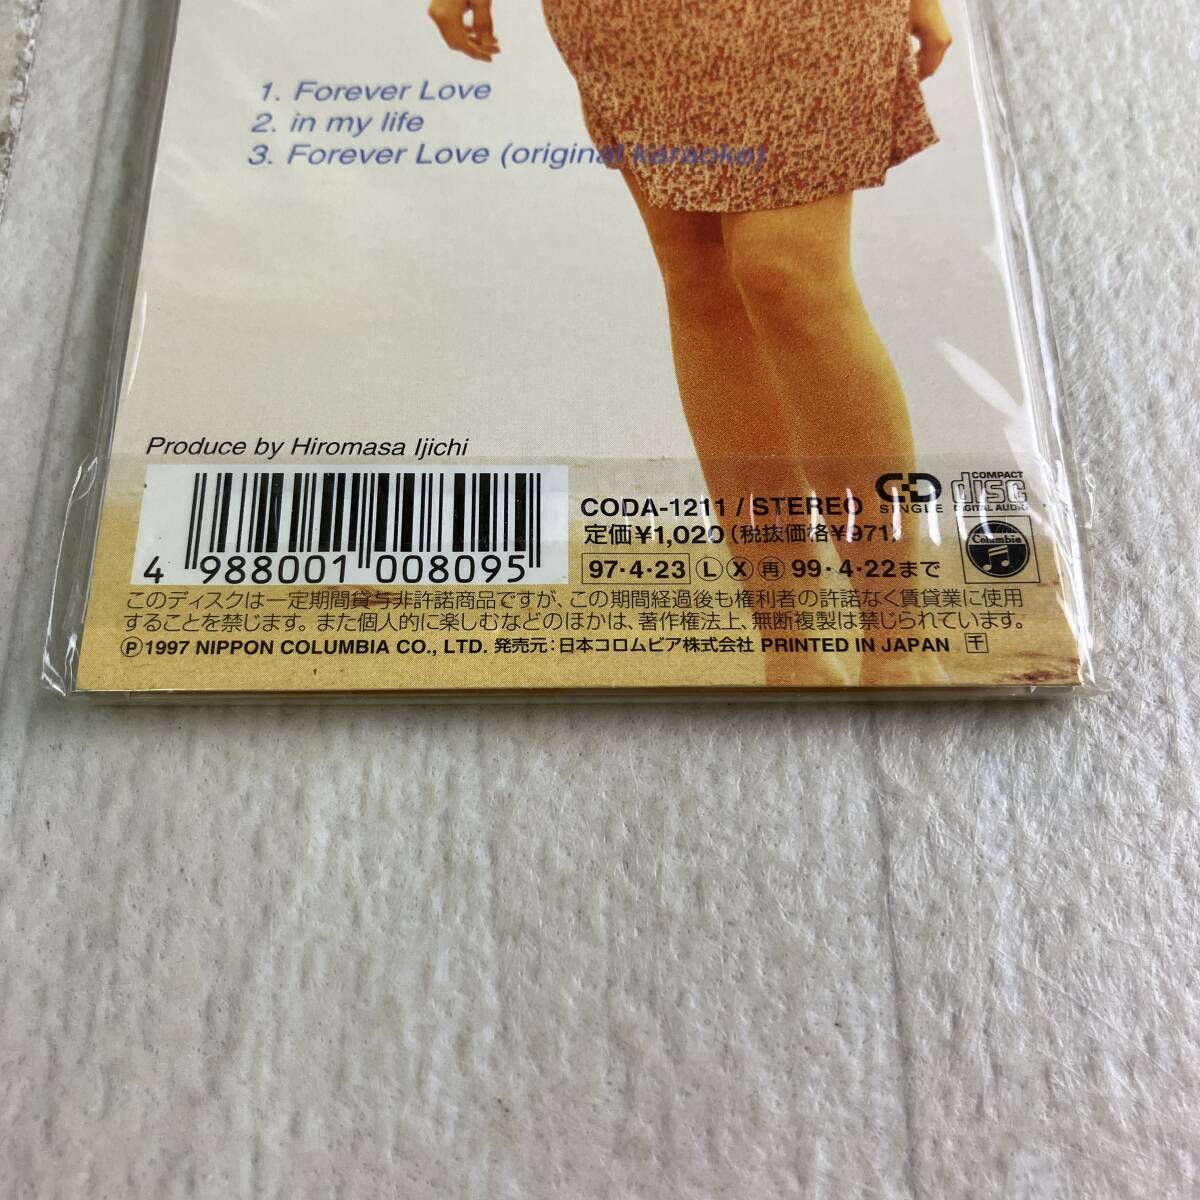 1. Forever Love
2. in my life
3. Forever Love (original karaoke)
Produce by Hiromasa Ijichi
4 988001 008095
CODA-1211 / STEREO
CD SINGLE
COMPACT disc DIGITAL AUDIO
定価¥1,020 (税抜価格¥971)
97・4・23 Ⓛ Ⓧ ㊢ 99・4・22まで
Columbia
このディスクは一定期間貸与非許諾商品ですが、この期間経過後も権利者の許諾なく賃貸業に使用
することを禁じます。また個人的に楽しむなどのほかは、著作権法上、無断複製は禁じられています。
Ⓟ1997 NIPPON COLUMBIA CO., LTD. 発売元:日本コロムビア株式会社 PRINTED IN JAPAN 千